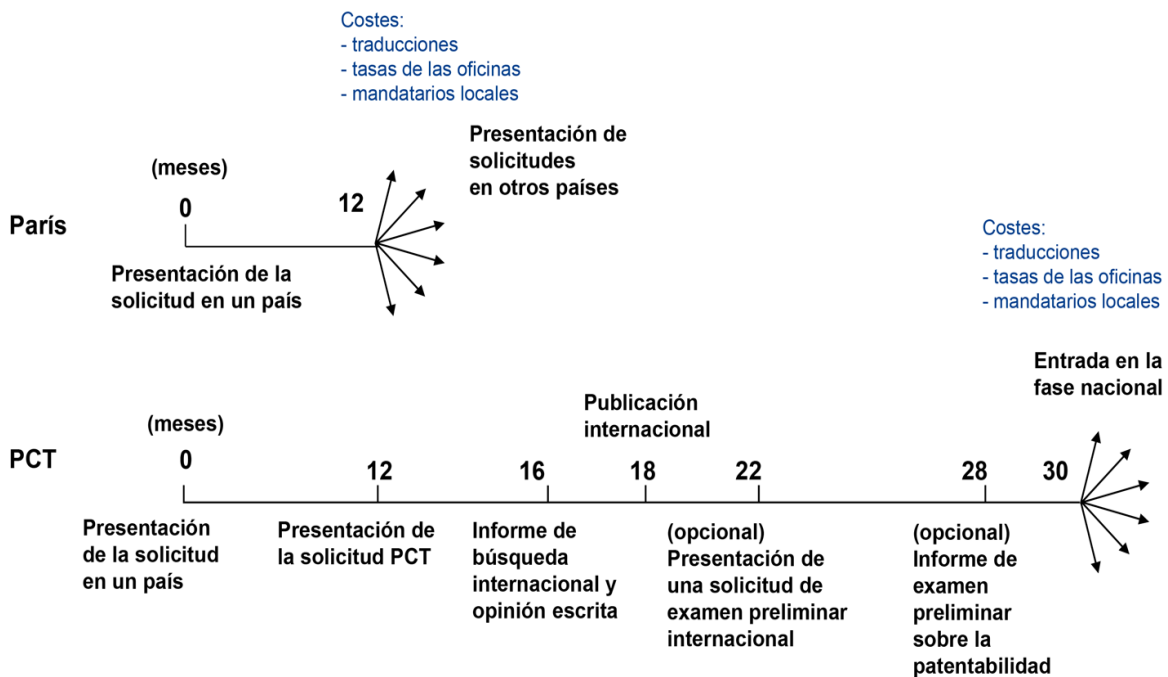 Costes:
- traducciones
- tasas de las oficinas
- mandatarios locales
Presentación de
solicitudes
en otros países
(meses)
0
12
París
Presentación de la
solicitud en un país
Costes:
- traducciones
- tasas de las oficinas
- mandatarios locales
Entrada en la
fase nacional
Publicación
internacional
(meses)
PCT
0
12
16
18
22
28
30
Presentación
de la solicitud
en un país
Presentación de
la solicitud PCT
Informe de
búsqueda
internacional y
opinión escrita
(opcional)
Presentación de
una solicitud de
examen preliminar
internacional
(opcional)
Informe de
examen
preliminar
sobre la
patentabilidad